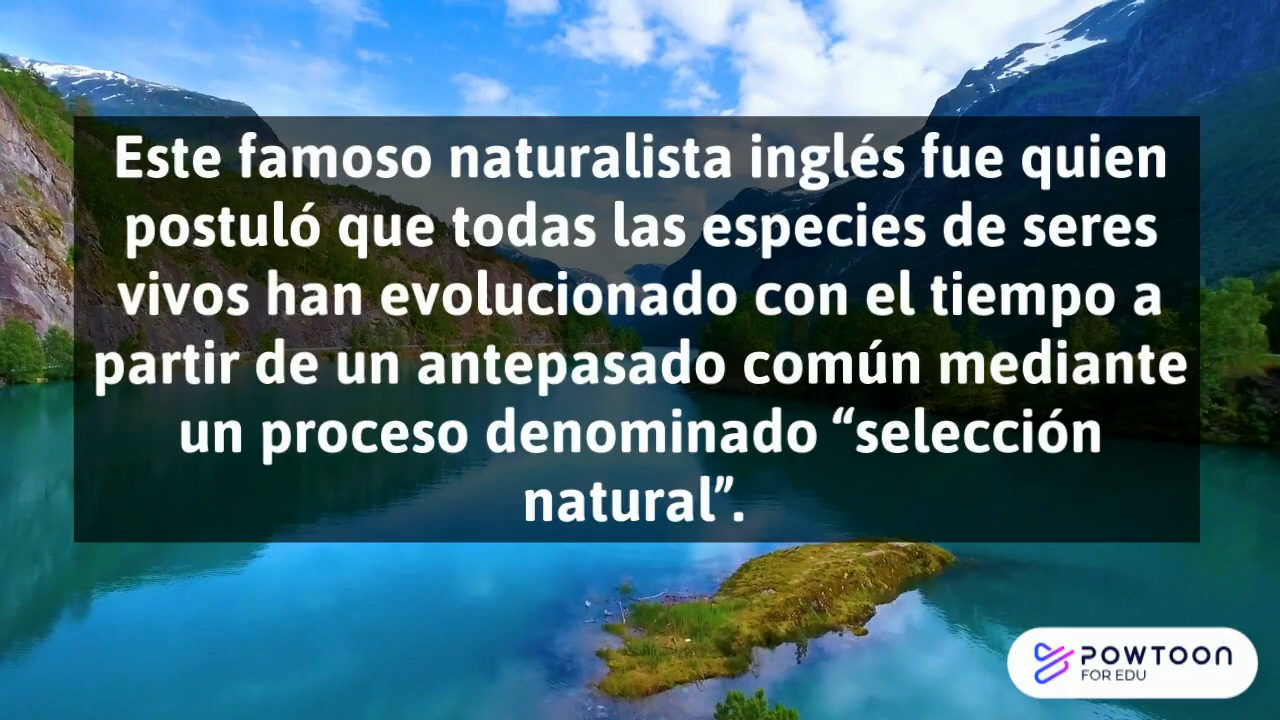 Este famoso naturalista inglés fue quien
postuló que todas las especies de seres
vivos han evolucionado con el tiempo a
partir de un antepasado común mediante
un proceso denominado “selección
natural”.
POWTOON
FOR EDU